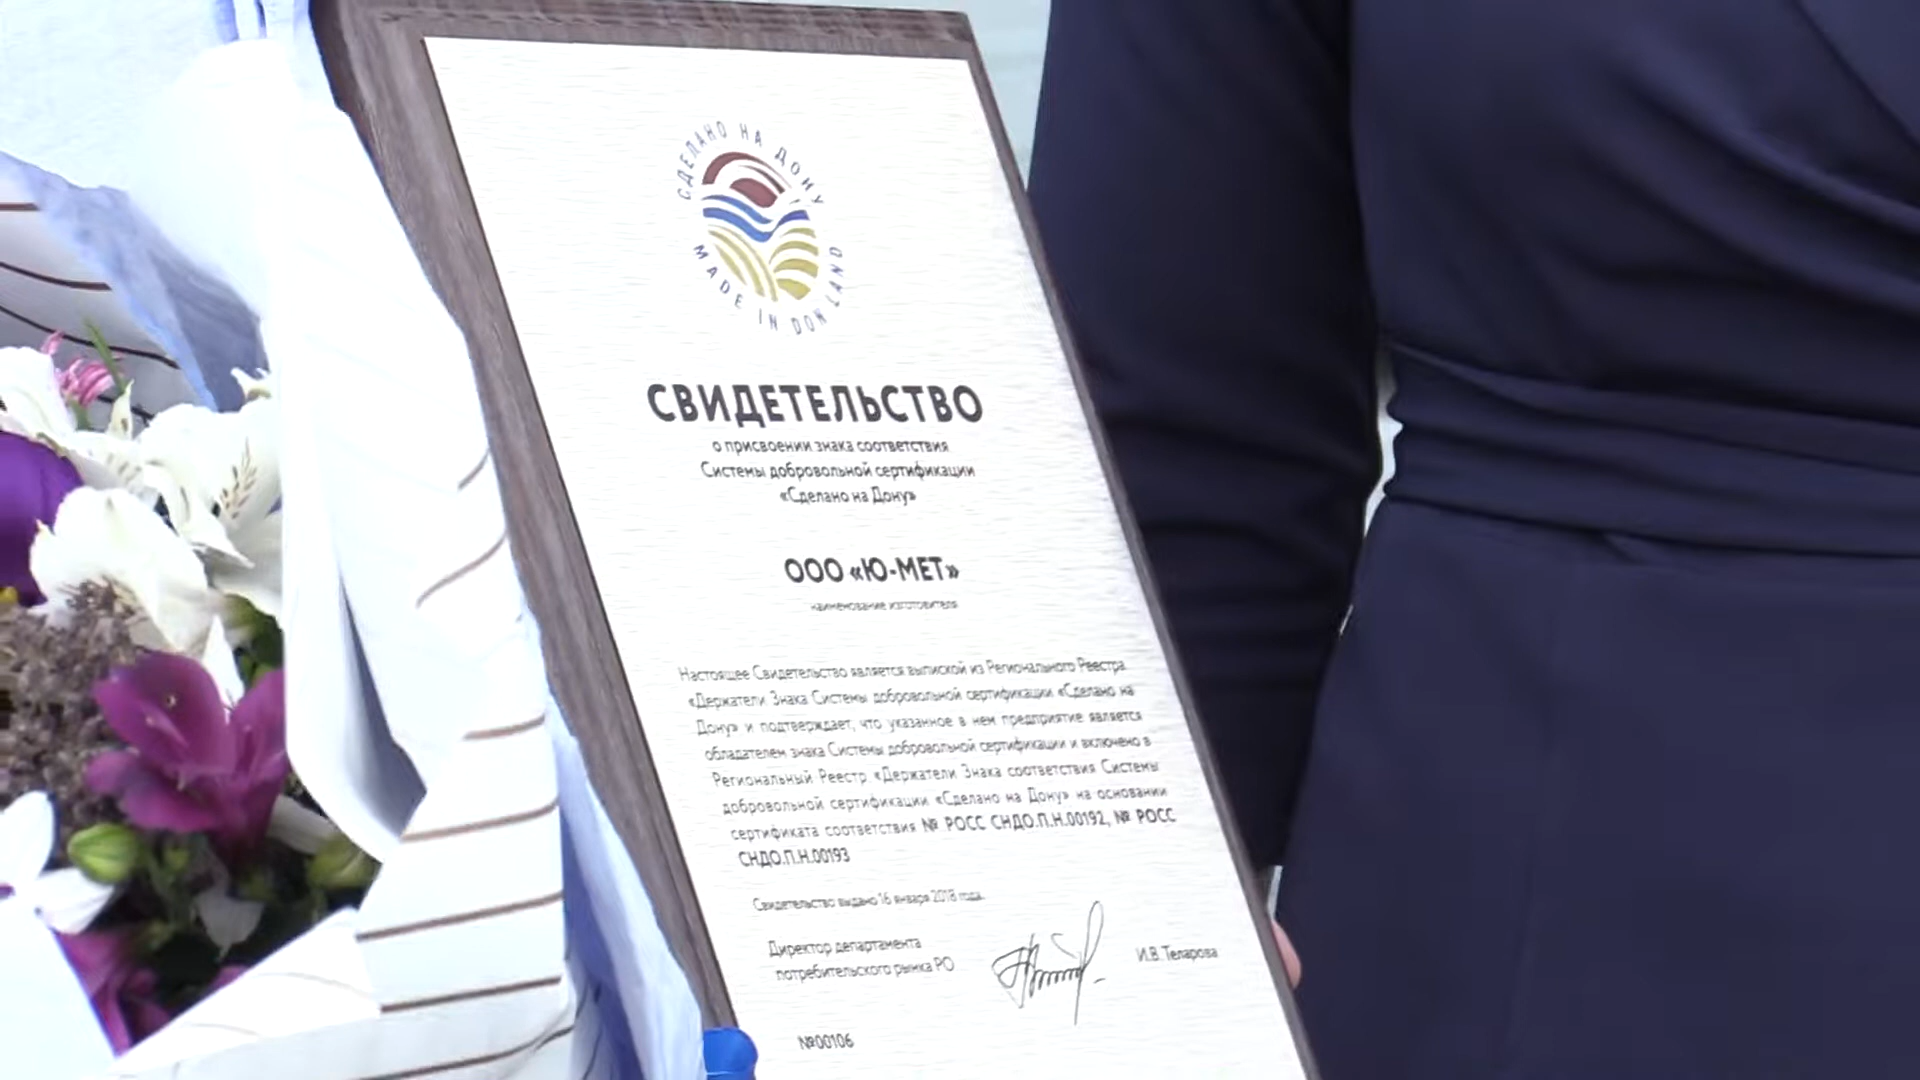 СДЕЛАНО НА ДОНУ
MADE IN DON LAND
СВИДЕТЕЛЬСТВО
о присвоении знака соответствия
Системы добровольной сертификации
«Сделано на Дону»
ООО «Ю-МЕТ»
наименование изготовителя
Настоящее Свидетельство является выпиской из Регионального Реестра
«Держатели Знака Системы добровольной сертификации «Сделано на
Дону» и подтверждает, что указанное в нем предприятие является
обладателем знака Системы добровольной сертификации и включено в
Региональный Реестр «Держатели Знака соответствия Системы
добровольной сертификации «Сделано на Дону» на основании
сертификата соответствия № РОСС СНДО.П.Н.00192, № РОСС
СНДО.П.Н.00193
Свидетельство выдано 16 января 2018 года.
Директор департамента
потребительского рынка РО
И.В. Теларова
№00106